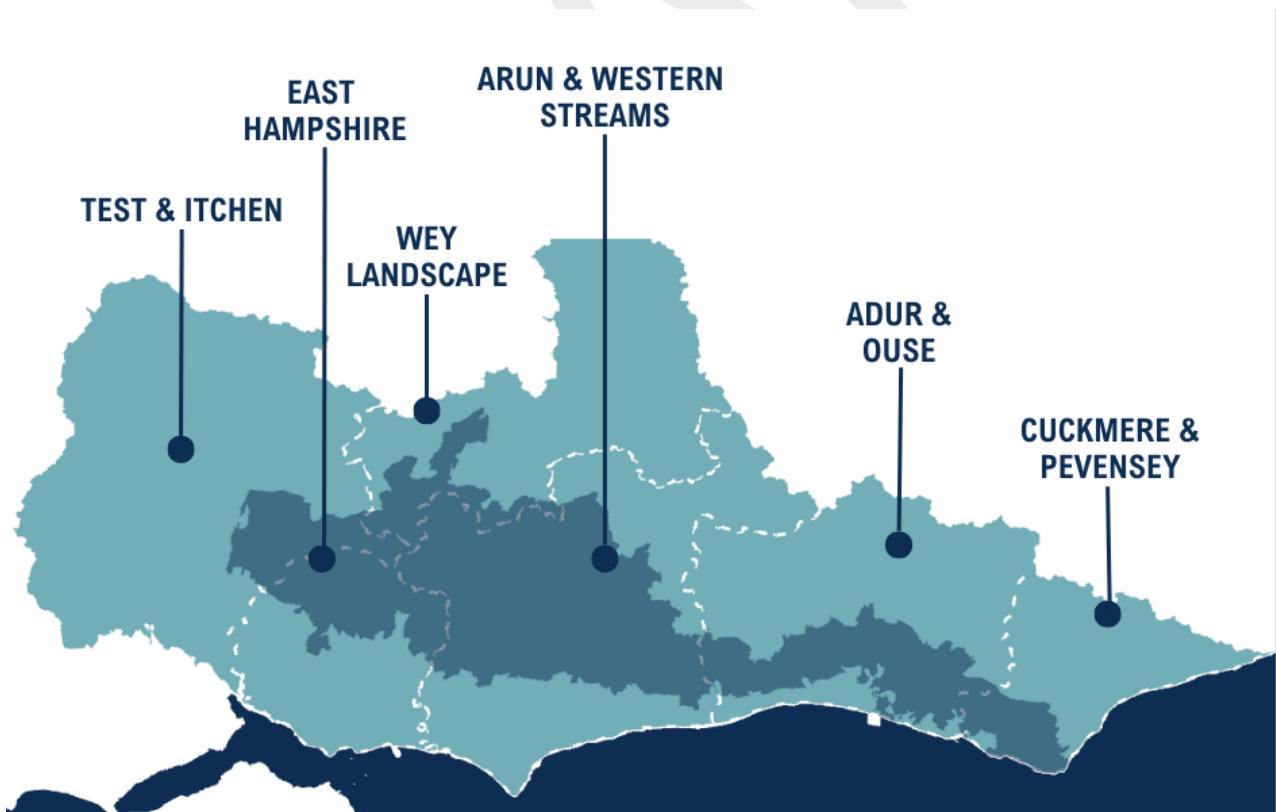 TEST & ITCHEN
EAST
HAMPSHIRE
WEY
LANDSCAPE
ARUN & WESTERN
STREAMS
ADUR &
OUSE
CUCKMERE &
PEVENSEY